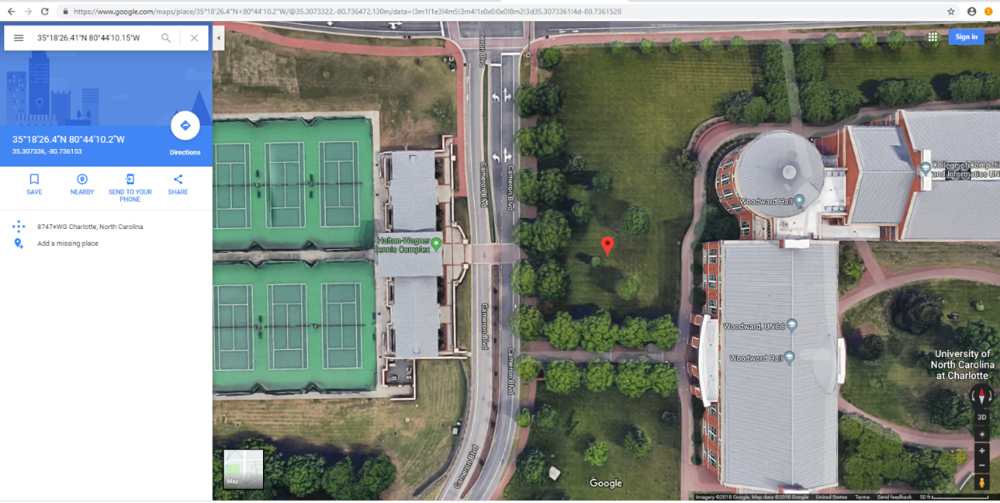 https://www.google.com/maps/place/35°18'26.4"N+80°44'10.2"W/@35.3073322,-80.736472,130m/data=!3m1!1e3!4m5!3m4!1s0x0:0x0!8m2!3d35.3073361!4d-80.7361528
35°18'26.41"N 80°44'10.15"W
Sign in
35°18'26.4"N 80°44'10.2"W
35.307336, -80.736153
Directions
SAVE
NEARBY
SEND TO YOUR
PHONE
SHARE
8747+WG Charlotte, North Carolina
Add a missing place
Map
Cameron Blvd
Cameron Blvd
Cameron Blvd
Cameron Blvd
Cameron Blvd
Cameron Blvd
Halton-Wagner
Tennis Complex
College of Comput
and Informatics UN
Woodward Hall
Woodward, UNCC
Woodward Hall
University of
North Carolina
at Charlotte
3D
Google
Imagery ©2018 Google, Map data ©2018 Google United States Terms Send feedback 50 ft